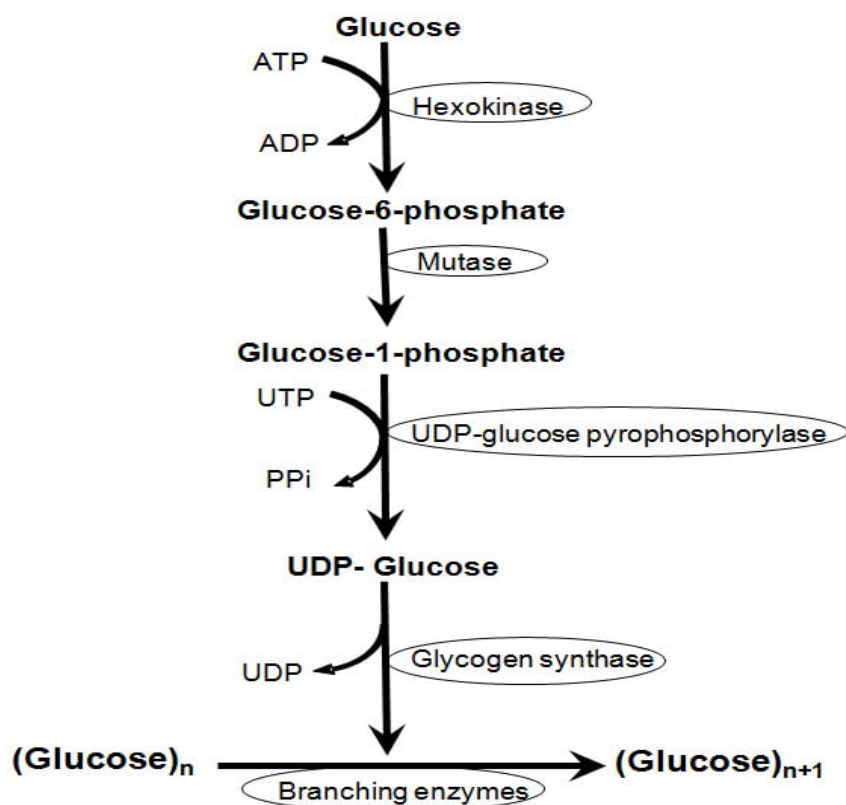 Glucose
ATP
Hexokinase
ADP
Glucose-6-phosphate
Mutase
Glucose-1-phosphate
UTP
UDP-glucose pyrophosphorylase
PPi
UDP- Glucose
Glycogen synthase
UDP
(Glucose)n (Glucose)n+1
Branching enzymes